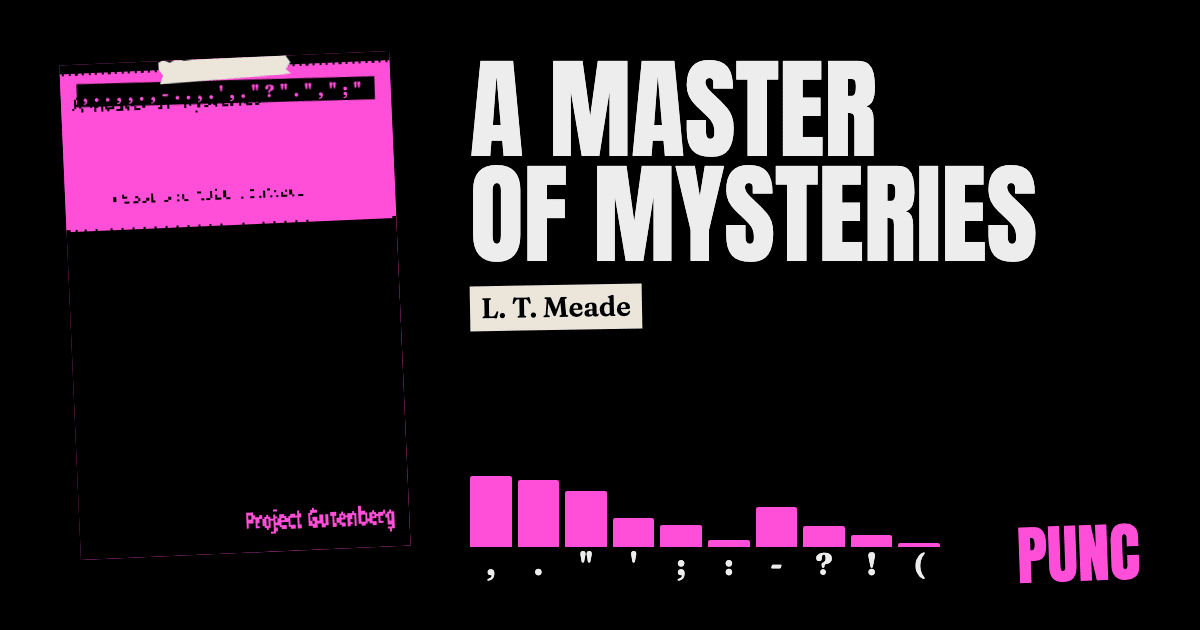 ,..,,.,-..,.',."?".",";"
Project Gutenberg
A MASTER
OF MYSTERIES
L. T. Meade
, . " ' ; : - ? ! (
PUNC